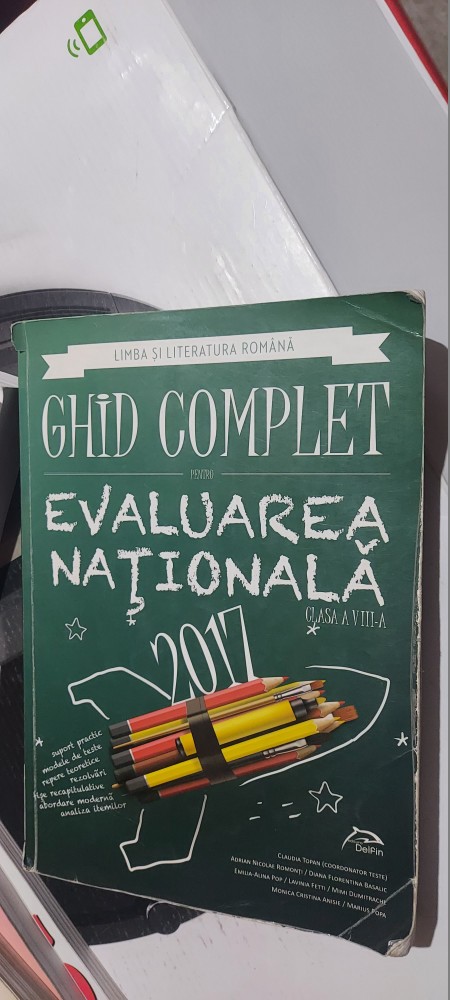 LIMBA ȘI LITERATURA ROMÂNĂ
GHID COMPLET
PENTRU
EVALUAREA
NAŢIONALĂ
CLASA A VIII-A
2017
suport practic
modele de teste
repere teoretice
rezolvări
fișe recapitulative
abordare modernă
analiza itemilor
Delfin
CLAUDIA TOPAN (COORDONATOR TESTE)
ADRIAN NICOLAE ROMONȚI / DIANA FLORENTINA BASALIC
EMILIA-ALINA POP / LAVINIA FETTI / MIMI DUMITRACHE
MONICA CRISTINA ANISIE / MARIUS POPA